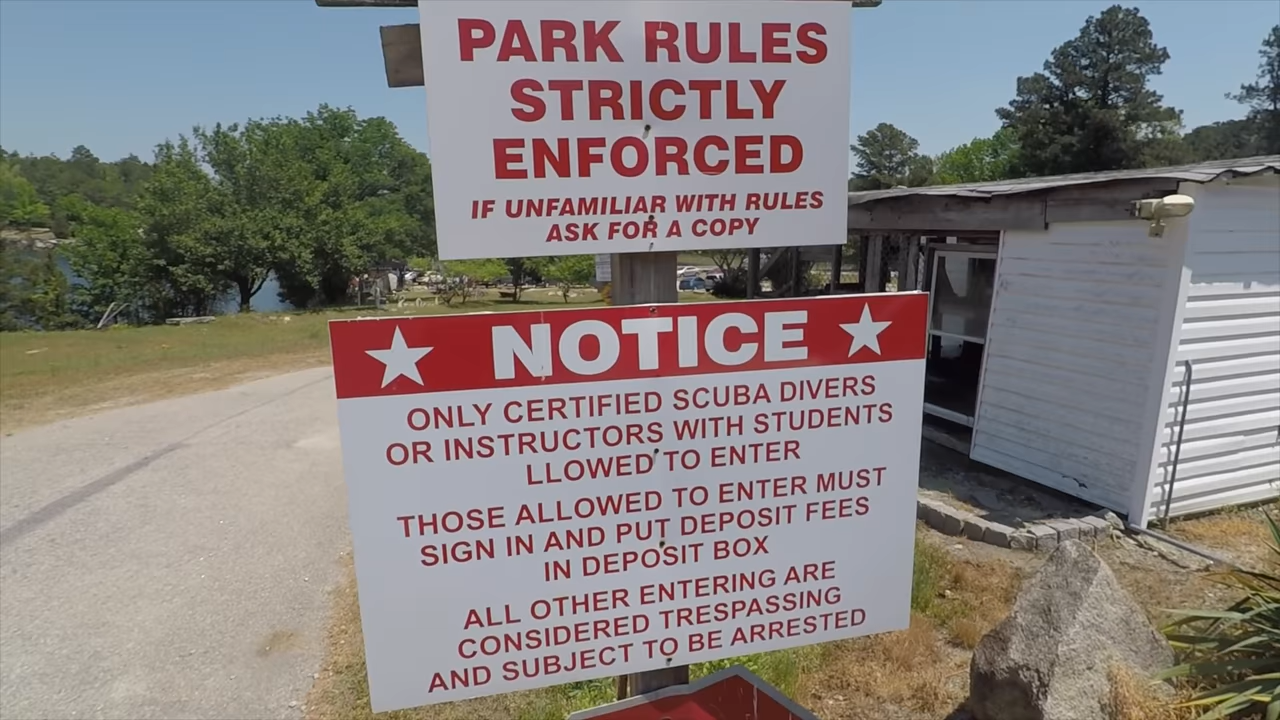 PARK RULES
STRICTLY
ENFORCED
IF UNFAMILIAR WITH RULES
ASK FOR A COPY
NOTICE
ONLY CERTIFIED SCUBA DIVERS
OR INSTRUCTORS WITH STUDENTS
LLOWED TO ENTER
THOSE ALLOWED TO ENTER MUST
SIGN IN AND PUT DEPOSIT FEES
IN DEPOSIT BOX
ALL OTHER ENTERING ARE
CONSIDERED TRESPASSING
AND SUBJECT TO BE ARRESTED